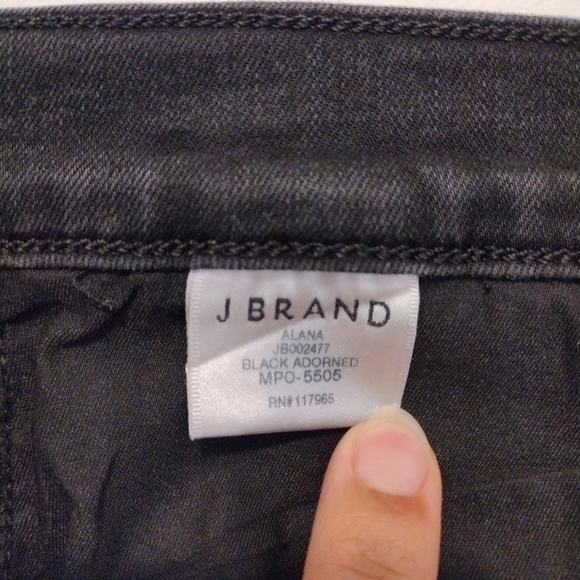 J BRAND
ALANA
JB002477
BLACK ADORNED
MPO-5505
RN#117965